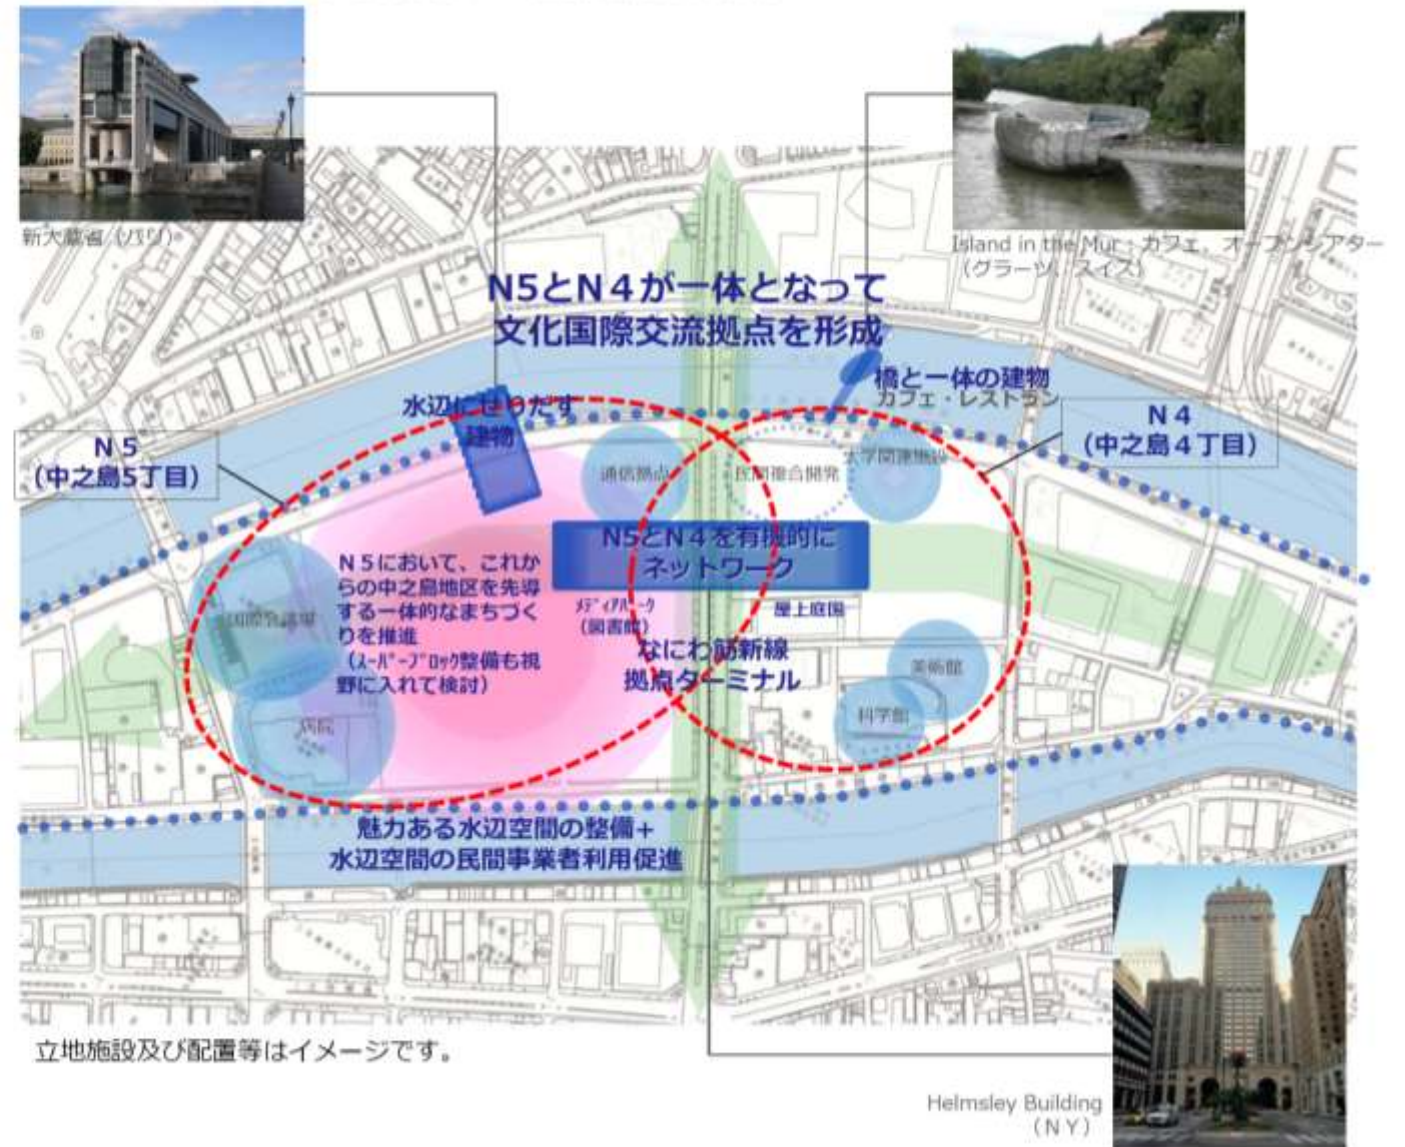 新大蔵省(パリ)
Island in the Mur:カフェ、オープンシアター
(グラーツ、スイス)
N5とN4が一体となって
文化国際交流拠点を形成
橋と一体の建物
カフェ・レストラン
水辺にせりだす
建物
N5
(中之島5丁目)
N4
(中之島4丁目)
通信拠点
民間複合開発
大学関連施設
N5とN4を有機的に
ネットワーク
N5において、これか
らの中之島地区を先導
する一体的なまちづく
りを推進
(スーパーブロック整備も視
野に入れて検討)
国際会議場
メディアパーク
(図書館)
屋上庭園
なにわ筋新線
拠点ターミナル
美術館
科学館
病院
魅力ある水辺空間の整備+
水辺空間の民間事業者利用促進
立地施設及び配置等はイメージです。
Helmsley Building
(NY)